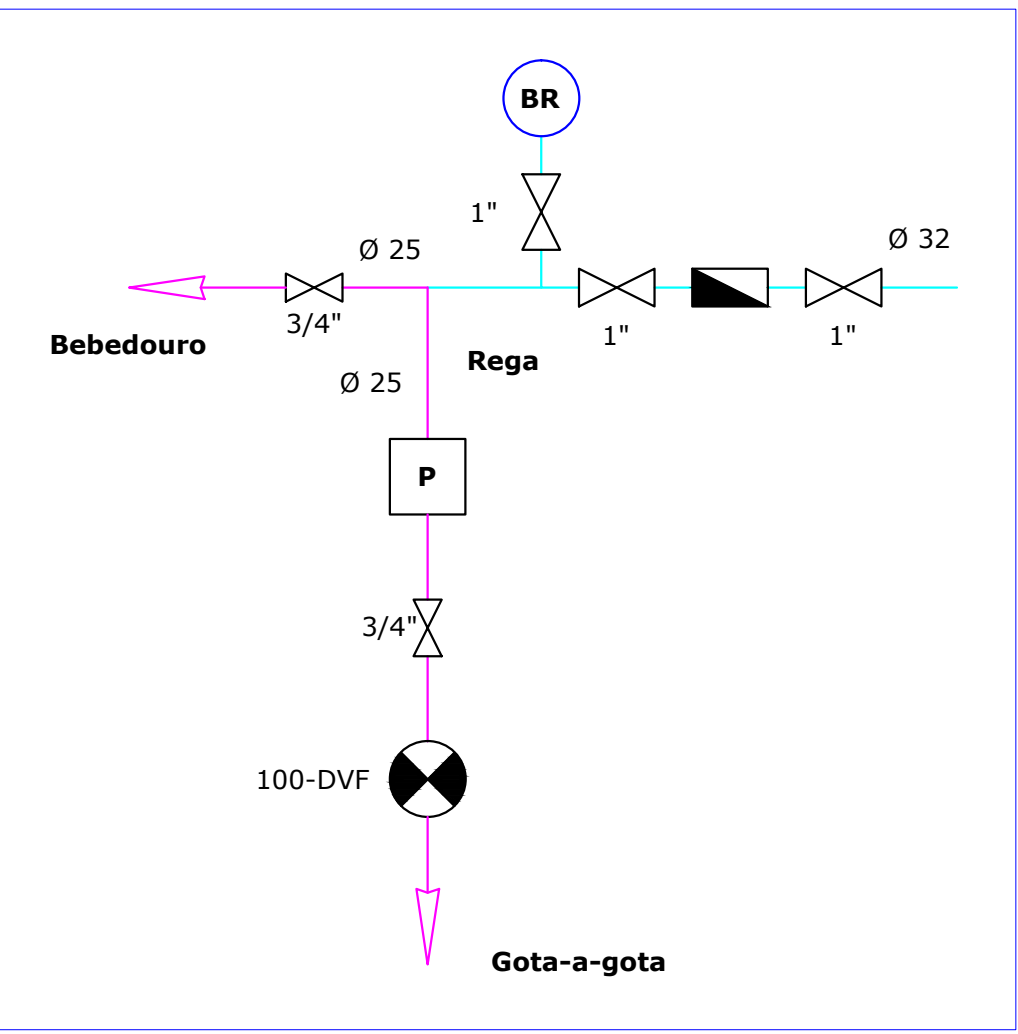 BR
1"
Ø 25
Ø 32
3/4"
1"
1"
Bebedouro
Rega
Ø 25
P
3/4"
100-DVF
Gota-a-gota